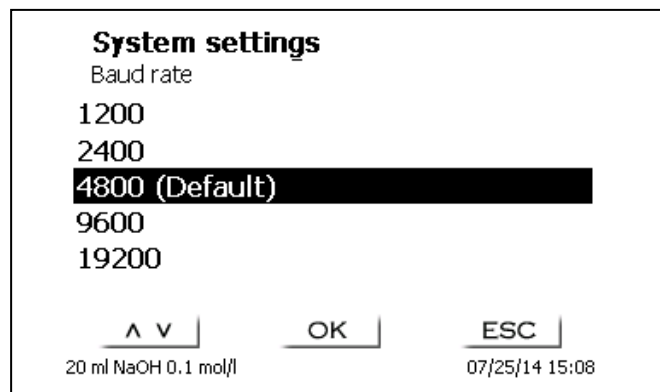 System settings
Baud rate
1200
2400
4800 (Default)
9600
19200
∧ ∨ OK ESC
20 ml NaOH 0.1 mol/l 07/25/14 15:08